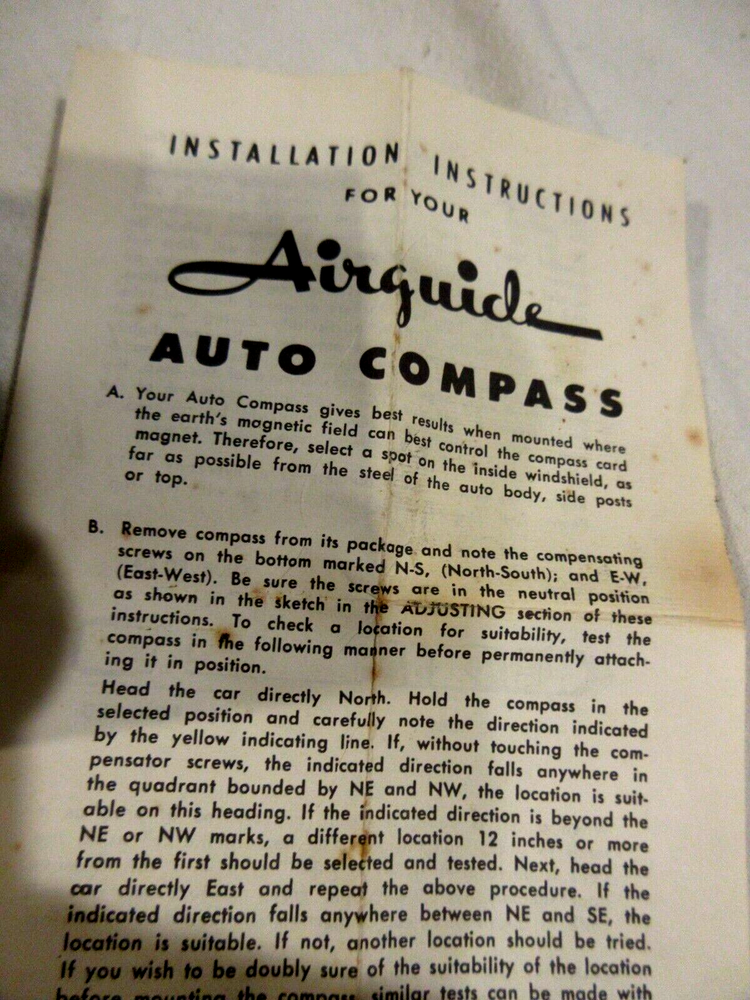 INSTALLATION INSTRUCTIONS
FOR YOUR
Airguide
AUTO COMPASS
A. Your Auto Compass gives best results when mounted where
the earth's magnetic field can best control the compass card
magnet. Therefore, select a spot on the inside windshield, as
far as possible from the steel of the auto body, side posts
or top.
B. Remove compass from its package and note the compensating
screws on the bottom marked N-S, (North-South); and E-W,
(East-West). Be sure the screws are in the neutral position
as shown in the sketch in the ADJUSTING section of these
instructions. To check a location for suitability, test the
compass in the following manner before permanently attach-
ing it in position.
Head the car directly North. Hold the compass in the
selected position and carefully note the direction indicated
by the yellow indicating line. If, without touching the com-
pensator screws, the indicated direction falls anywhere in
the quadrant bounded by NE and NW, the location is suit-
able on this heading. If the indicated direction is beyond the
NE or NW marks, a different location 12 inches or more
from the first should be selected and tested. Next, head the
car directly East and repeat the above procedure. If the
indicated direction falls anywhere between NE and SE, the
location is suitable. If not, another location should be tried.
If you wish to be doubly sure of the suitability of the location
before mounting the compass, similar tests can be made with